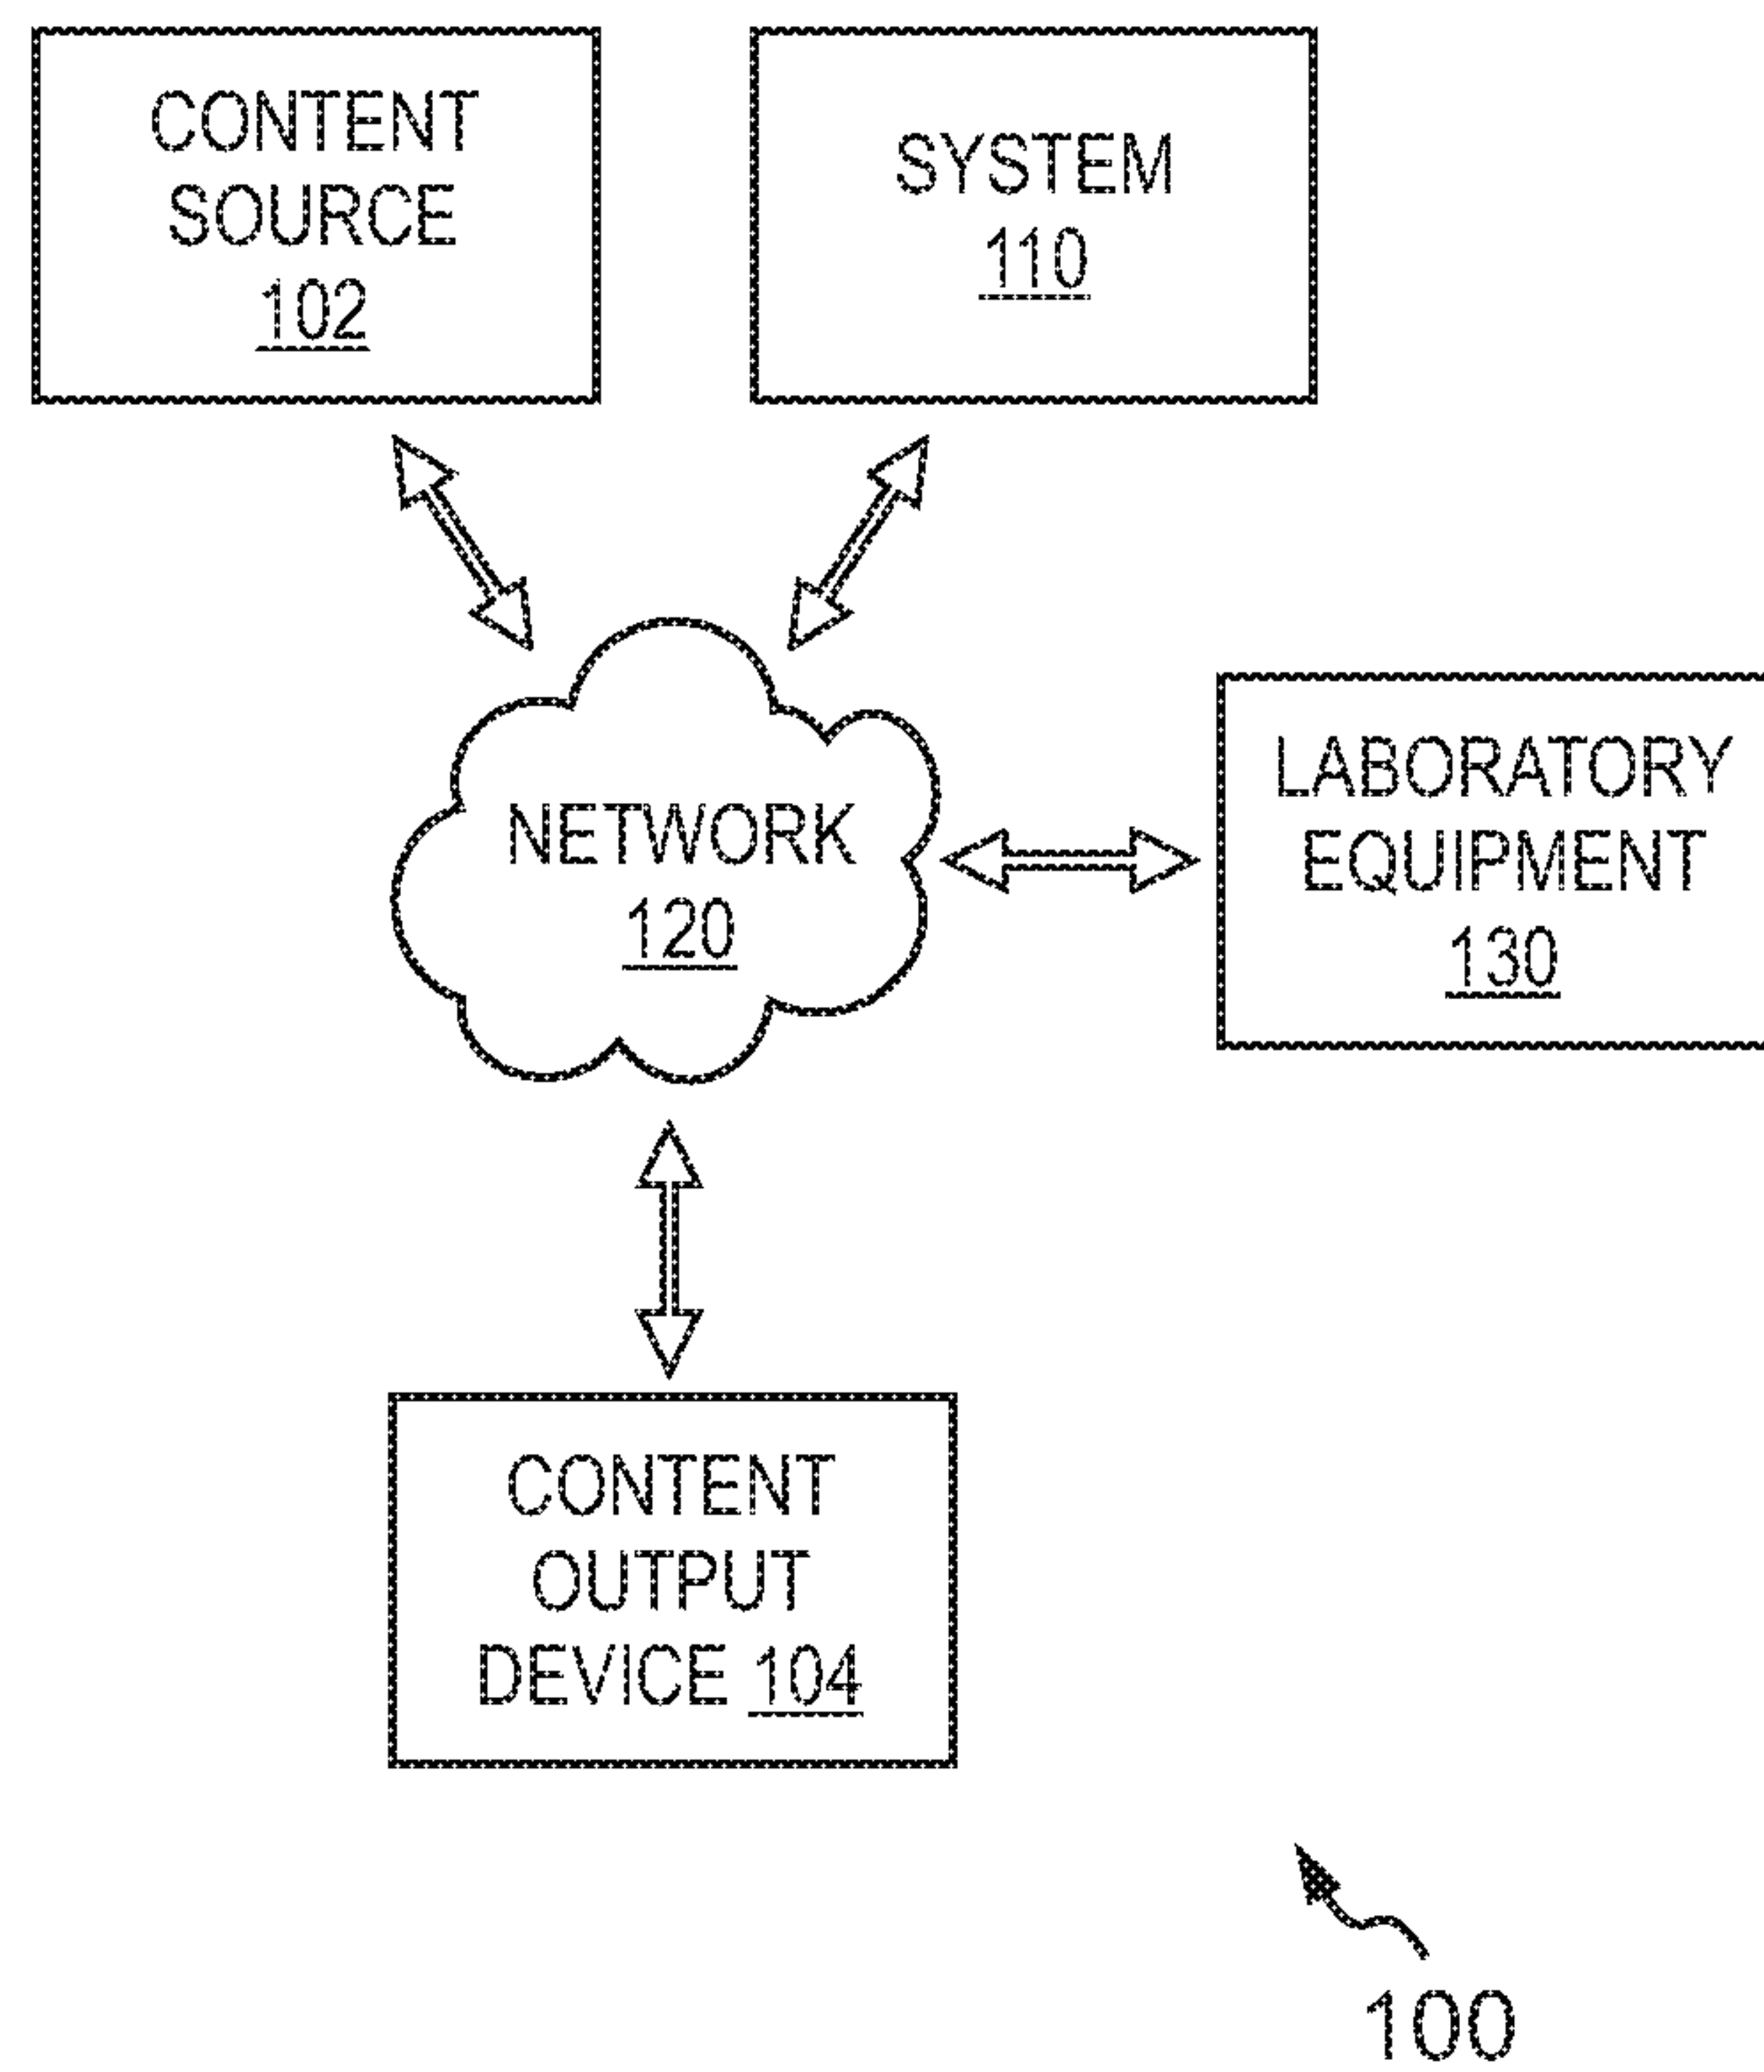 CONTENT
SOURCE
102
SYSTEM
110
NETWORK
120
LABORATORY
EQUIPMENT
130
CONTENT
OUTPUT
DEVICE 104
100